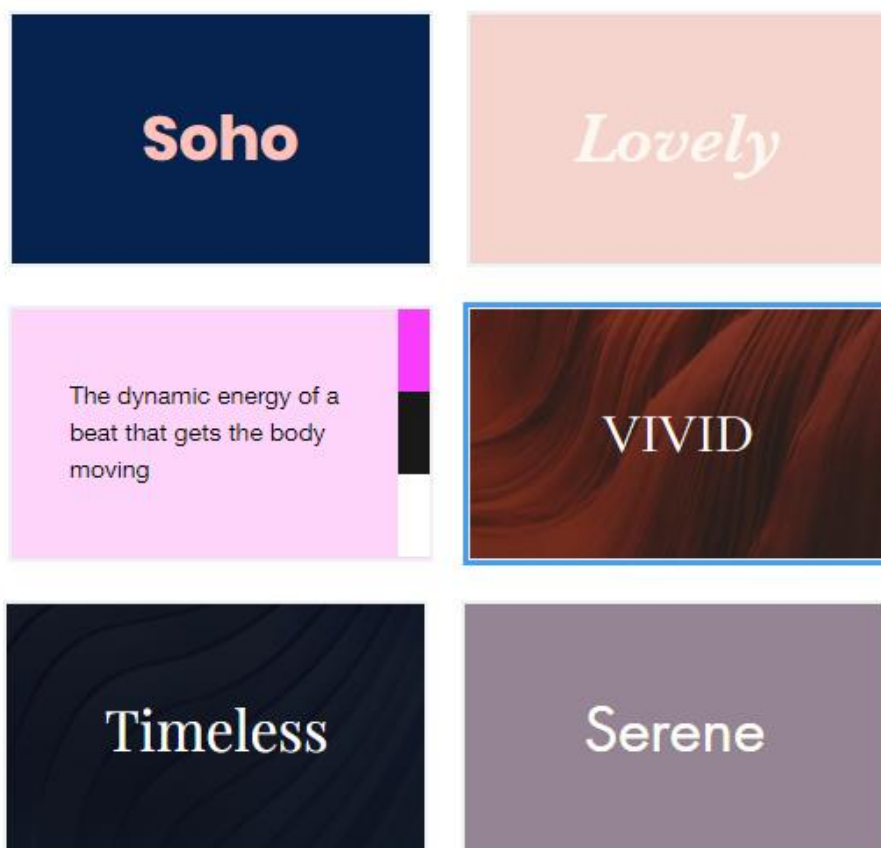 Soho
Lovely
The dynamic energy of a
beat that gets the body
moving
VIVID
Timeless
Serene